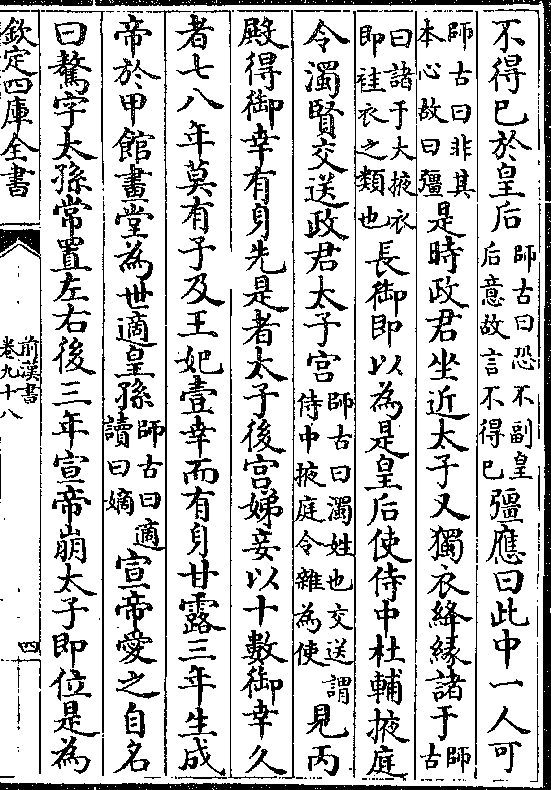 不得已於皇后師古曰恐不副皇后意故言不得已彊應曰此中一人可
師古曰非其本心故曰彊是時政君坐近太子又獨衣絳緣諸于師古
曰諸于大掖衣即袿衣之類也長御即以為是皇后使侍中杜輔掖庭
令濁賢交送政君太子宮師古曰濁姓也交送謂侍中掖庭令雜為使見丙
殿得御幸有身先是者太子後宮娣妾以十數御幸久
者七八年莫有子及王妃壹幸而有身甘露三年生成
帝於甲館畫堂為世適皇孫師古曰適讀曰嫡宣帝愛之自名
曰驁字太孫常置左右後三年宣帝崩太子即位是為
欽定四庫全書
前漢書
卷九十八
四